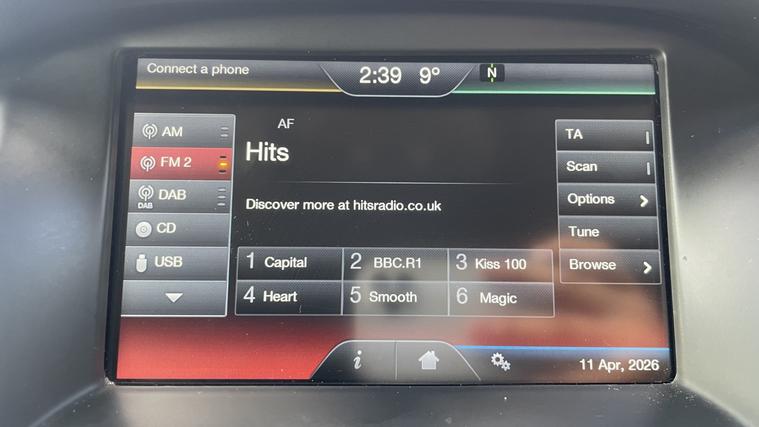 Connect a phone
2:39 9° N
AM
FM 2
DAB
DAB
CD
USB
AF
Hits
Discover more at hitsradio.co.uk
1 Capital 2 BBC.R1 3 Kiss 100
4 Heart 5 Smooth 6 Magic
TA
Scan
Options
Tune
Browse
i
11 Apr, 2026